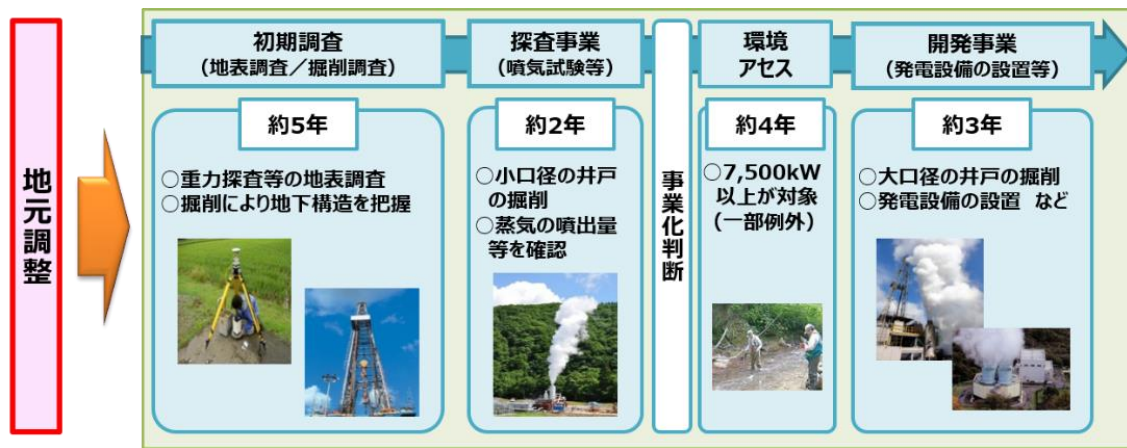 地元調整
初期調査
（地表調査／掘削調査）
約5年
○重力探査等の地表調査
○掘削により地下構造を把握
探査事業
（噴気試験等）
約2年
○小口径の井戸
の掘削
○蒸気の噴出量
等を確認
事業化判断
環境
アセス
約4年
○7,500kW
以上が対象
（一部例外）
開発事業
（発電設備の設置等）
約3年
○大口径の井戸の掘削
○発電設備の設置　など